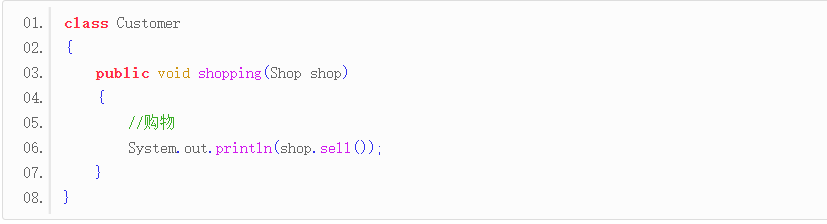 01. class Customer
02. {
03.     public void shopping(Shop shop)
04.     {
05.         //购物
06.         System.out.println(shop.sell());
07.     }
08. }